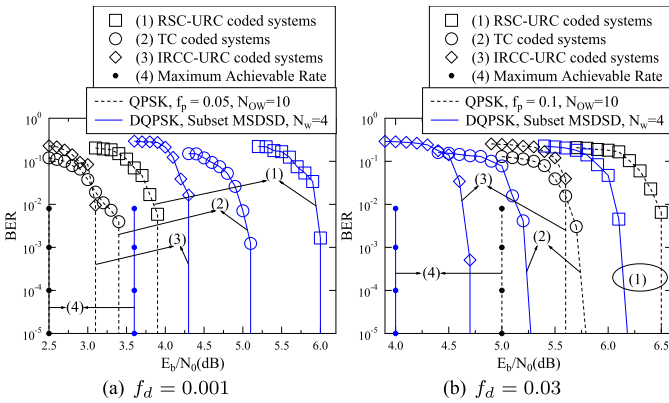 (1) RSC-URC coded systems
(2) TC coded systems
(3) IRCC-URC coded systems
(4) Maximum Achievable Rate
QPSK, f_p = 0.05, N_OW=10
DQPSK, Subset MSDSD, N_w=4
BER
10^0
10^-1
10^-2
10^-3
10^-4
10^-5
(1)
(2)
(3)
(4)
2.5 3.0 3.5 4.0 4.5 5.0 5.5 6.0
E_b/N_0(dB)
(a) f_d = 0.001
(1) RSC-URC coded systems
(2) TC coded systems
(3) IRCC-URC coded systems
(4) Maximum Achievable Rate
QPSK, f_p = 0.1, N_OW=10
DQPSK, Subset MSDSD, N_w=4
BER
10^0
10^-1
10^-2
10^-3
10^-4
10^-5
(3)
(2)
(4)
(1)
4.0 4.5 5.0 5.5 6.0 6.5
E_b/N_0(dB)
(b) f_d = 0.03